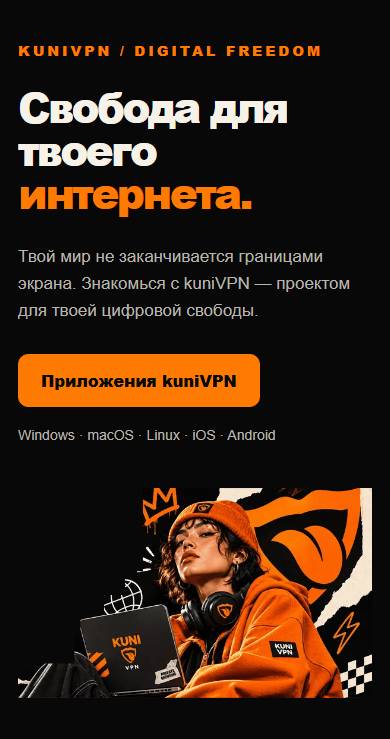 KUNIVPN / DIGITAL FREEDOM
Свобода для
твоего
интернета.
Твой мир не заканчивается границами
экрана. Знакомься с kuniVPN — проектом
для твоей цифровой свободы.
Приложения kuniVPN
Windows · macOS · Linux · iOS · Android
KUNI
VPN
KUNI
VPN